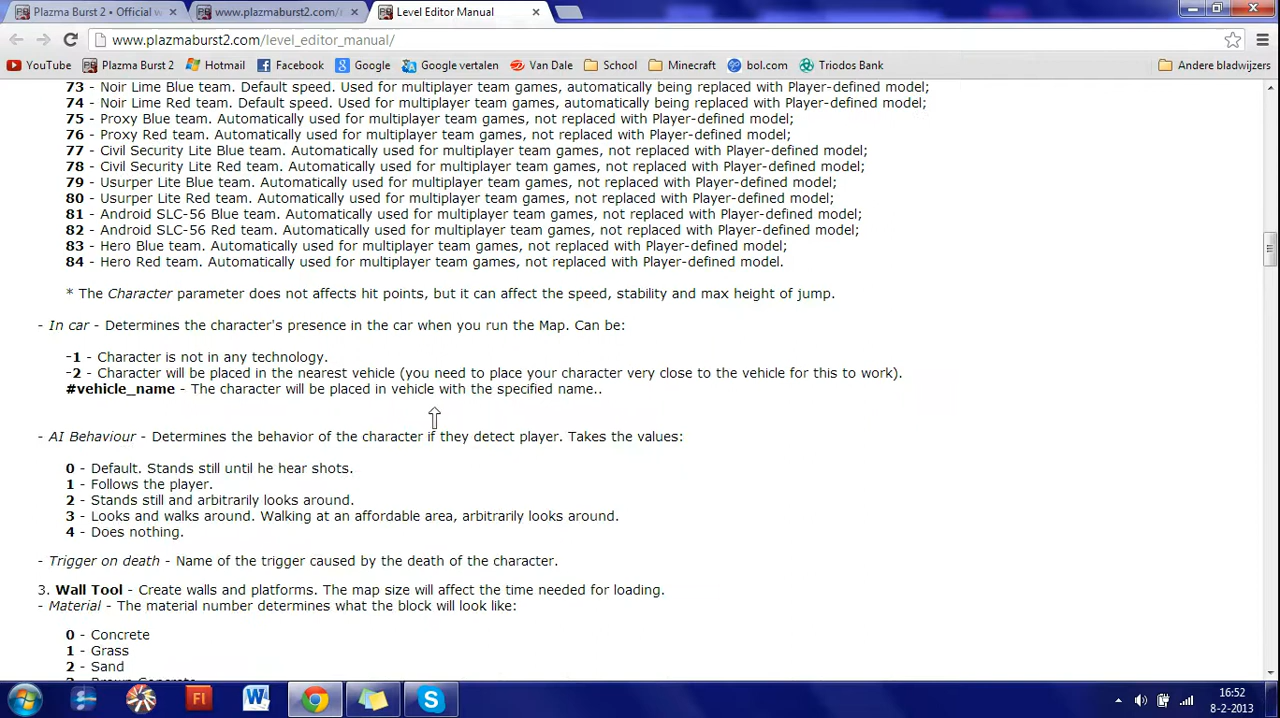 Plazma Burst 2 • Official w
www.plazmaburst2.com/
Level Editor Manual
www.plazmaburst2.com/level_editor_manual/
YouTube Plazma Burst 2 Hotmail Facebook Google Google vertalen Van Dale School Minecraft bol.com Triodos Bank Andere bladwijzers
73 - Noir Lime Blue team. Default speed. Used for multiplayer team games, automatically being replaced with Player-defined model;
74 - Noir Lime Red team. Default speed. Used for multiplayer team games, automatically being replaced with Player-defined model;
75 - Proxy Blue team. Automatically used for multiplayer team games, not replaced with Player-defined model;
76 - Proxy Red team. Automatically used for multiplayer team games, not replaced with Player-defined model;
77 - Civil Security Lite Blue team. Automatically used for multiplayer team games, not replaced with Player-defined model;
78 - Civil Security Lite Red team. Automatically used for multiplayer team games, not replaced with Player-defined model;
79 - Usurper Lite Blue team. Automatically used for multiplayer team games, not replaced with Player-defined model;
80 - Usurper Lite Red team. Automatically used for multiplayer team games, not replaced with Player-defined model;
81 - Android SLC-56 Blue team. Automatically used for multiplayer team games, not replaced with Player-defined model;
82 - Android SLC-56 Red team. Automatically used for multiplayer team games, not replaced with Player-defined model;
83 - Hero Blue team. Automatically used for multiplayer team games, not replaced with Player-defined model;
84 - Hero Red team. Automatically used for multiplayer team games, not replaced with Player-defined model.
* The Character parameter does not affects hit points, but it can affect the speed, stability and max height of jump.
- In car - Determines the character's presence in the car when you run the Map. Can be:
-1 - Character is not in any technology.
-2 - Character will be placed in the nearest vehicle (you need to place your character very close to the vehicle for this to work).
#vehicle_name - The character will be placed in vehicle with the specified name..
- AI Behaviour - Determines the behavior of the character if they detect player. Takes the values:
0 - Default. Stands still until he hear shots.
1 - Follows the player.
2 - Stands still and arbitrarily looks around.
3 - Looks and walks around. Walking at an affordable area, arbitrarily looks around.
4 - Does nothing.
- Trigger on death - Name of the trigger caused by the death of the character.
3. Wall Tool - Create walls and platforms. The map size will affect the time needed for loading.
- Material - The material number determines what the block will look like:
0 - Concrete
1 - Grass
2 - Sand
16:52
8-2-2013